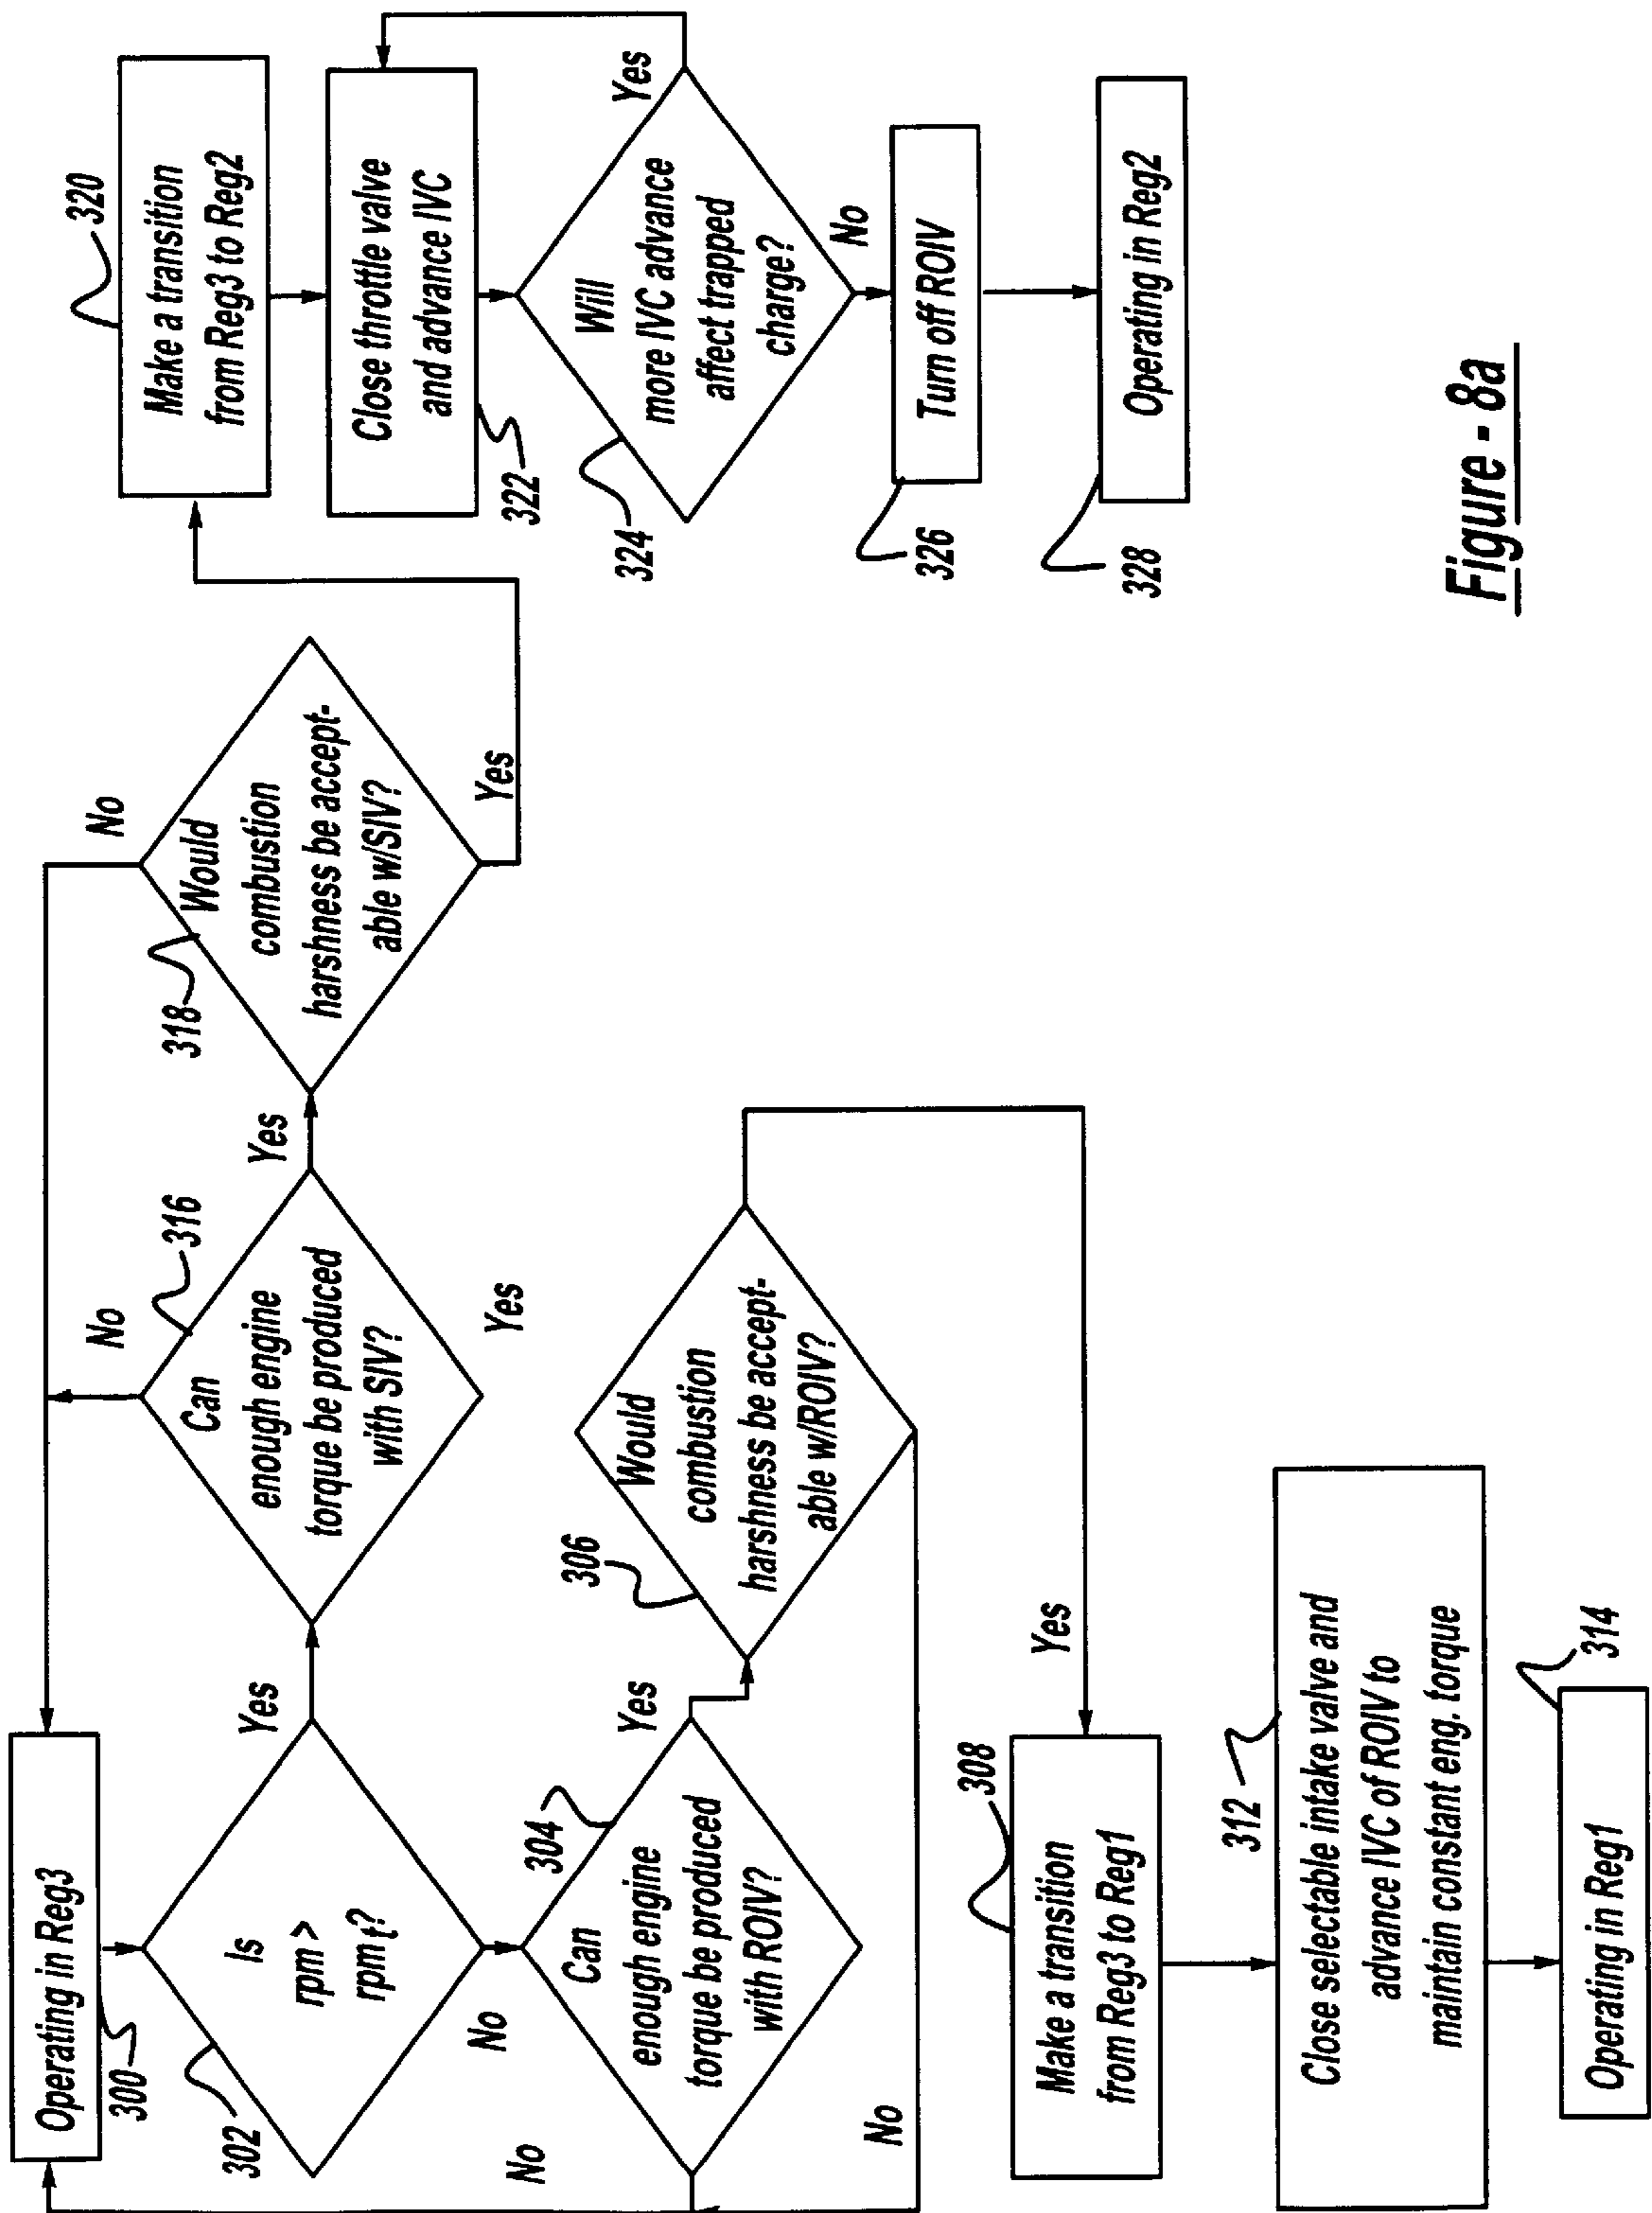 Operating in Reg3
300
Is
rpm >
rpm t?
302
Yes
No
Can
enough engine
torque be produced
with ROIV?
304
Yes
No
Would
combustion
harshness be accept-
able w/ROIV?
306
No
Yes
Make a transition
from Reg3 to Reg1
308
Close selectable intake valve and
advance IVC of ROIV to
maintain constant eng. torque
312
Operating in Reg1
314
Can
enough engine
torque be produced
with SIV?
316
No
Yes
Yes
Would
combustion
harshness be accept-
able w/SIV?
318
No
Yes
Make a transition
from Reg3 to Reg2
320
Close throttle valve
and advance IVC
322
Will
more IVC advance
affect trapped
charge?
324
Yes
No
Turn off ROIV
326
Operating in Reg2
328
Figure - 8a